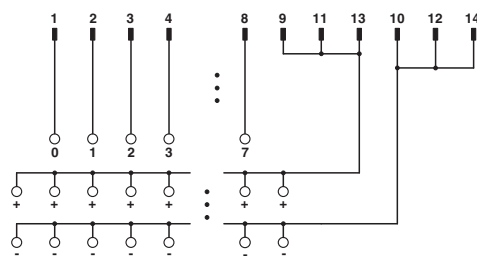 1 2 3 4 8 9 11 13 10 12 14
0 1 2 3 7
+ + + + + + +
- - - - - - -